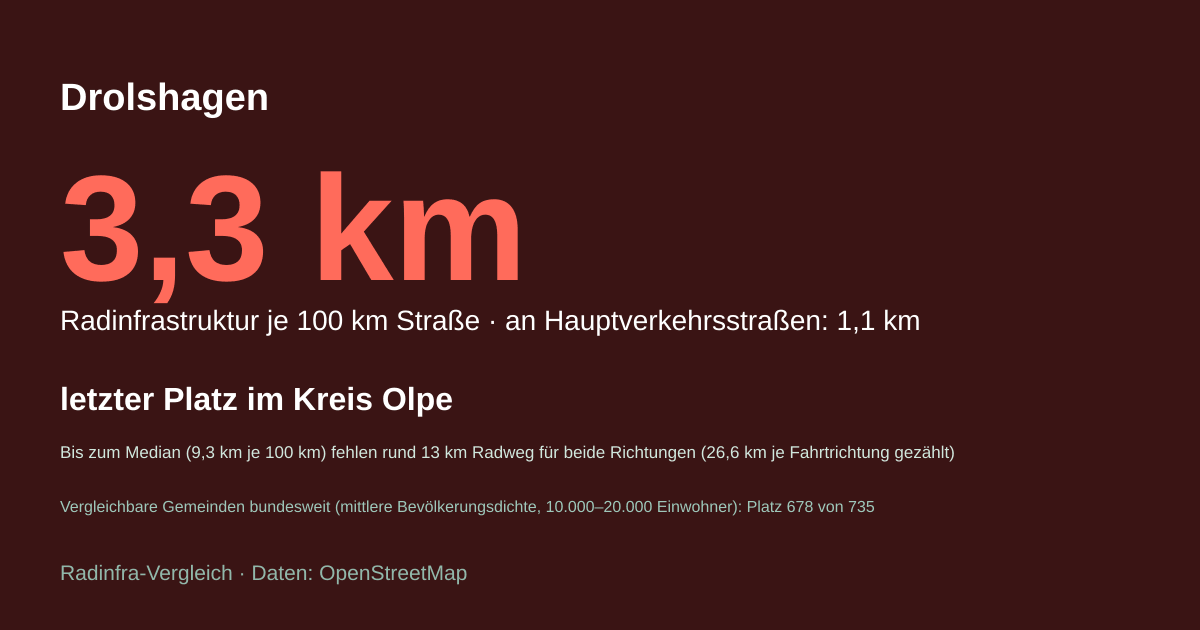 Drolshagen
3,3 km
Radinfrastruktur je 100 km Straße · an Hauptverkehrsstraßen: 1,1 km
letzter Platz im Kreis Olpe
Bis zum Median (9,3 km je 100 km) fehlen rund 13 km Radweg für beide Richtungen (26,6 km je Fahrtrichtung gezählt)
Vergleichbare Gemeinden bundesweit (mittlere Bevölkerungsdichte, 10.000–20.000 Einwohner): Platz 678 von 735
Radinfra-Vergleich · Daten: OpenStreetMap